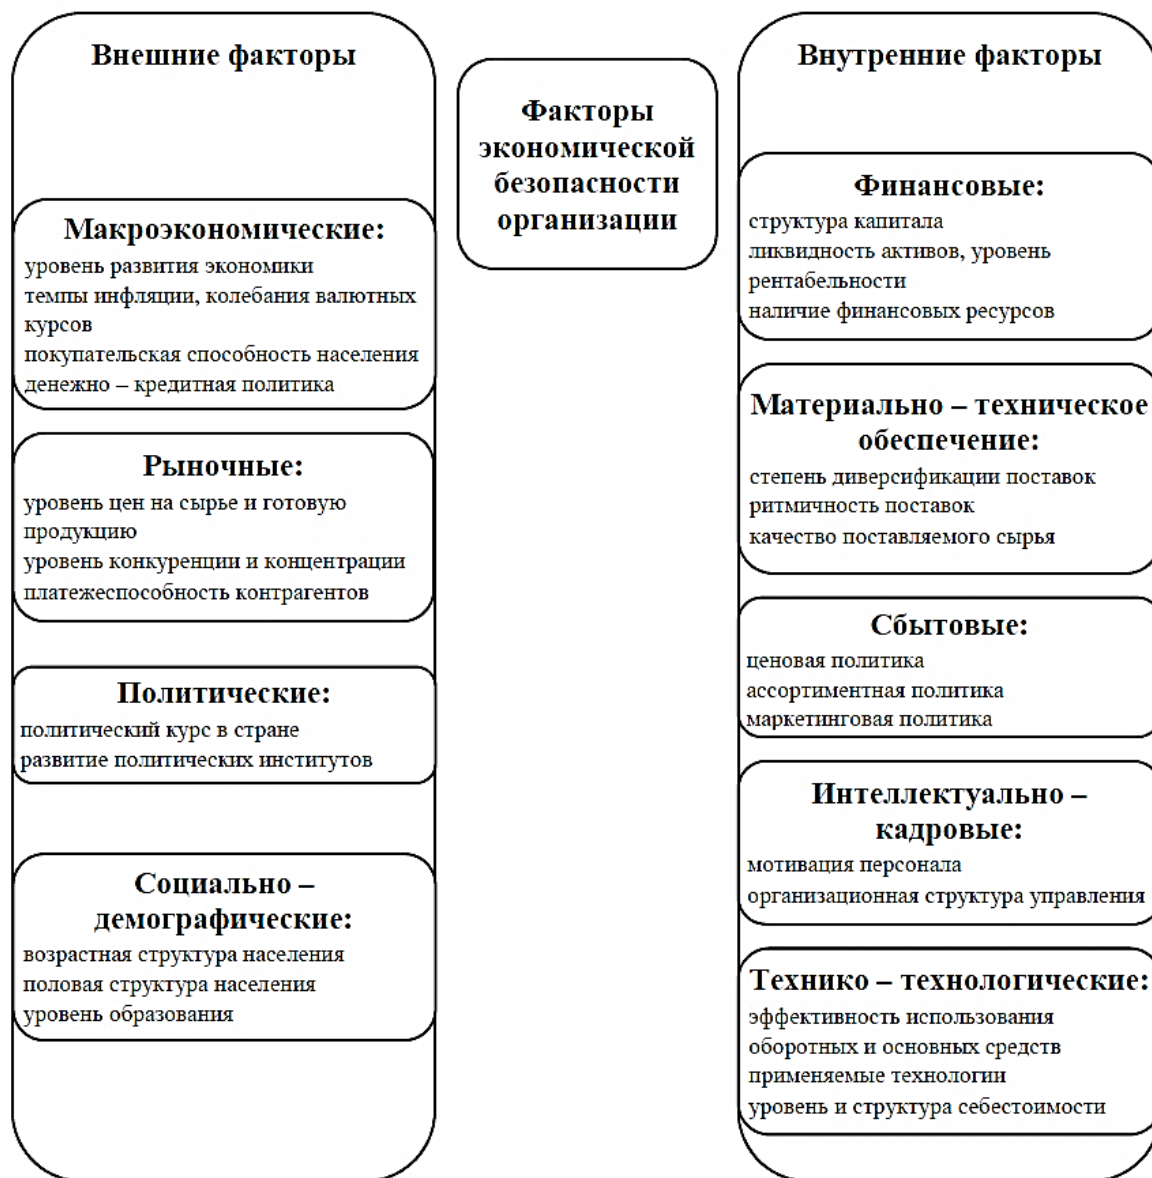 Внешние факторы
Макроэкономические:
уровень развития экономики
темпы инфляции, колебания валютных
курсов
покупательская способность населения
денежно – кредитная политика
Рыночные:
уровень цен на сырье и готовую
продукцию
уровень конкуренции и концентрации
платежеспособность контрагентов
Политические:
политический курс в стране
развитие политических институтов
Социально –
демографические:
возрастная структура населения
половая структура населения
уровень образования
Факторы
экономической
безопасности
организации
Внутренние факторы
Финансовые:
структура капитала
ликвидность активов, уровень
рентабельности
наличие финансовых ресурсов
Материально – техническое
обеспечение:
степень диверсификации поставок
ритмичность поставок
качество поставляемого сырья
Сбытовые:
ценовая политика
ассортиментная политика
маркетинговая политика
Интеллектуально –
кадровые:
мотивация персонала
организационная структура управления
Технико – технологические:
эффективность использования
оборотных и основных средств
применяемые технологии
уровень и структура себестоимости